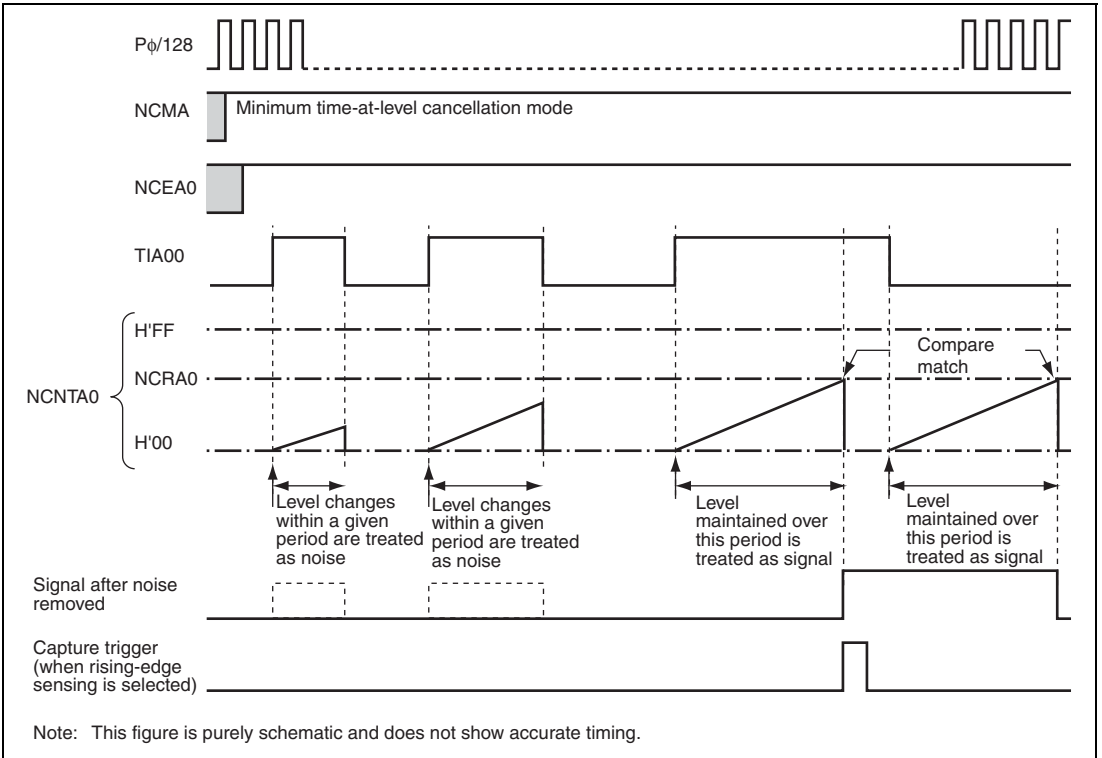 Pφ/128
NCMA
Minimum time-at-level cancellation mode
NCEA0
TIA00
H'FF
Compare
match
NCRA0
NCNTA0
H'00
Level changes
within a given
period are treated
as noise
Level changes
within a given
period are treated
as noise
Level
maintained over
this period is
treated as signal
Level
maintained over
this period is
treated as signal
Signal after noise
removed
Capture trigger
(when rising-edge
sensing is selected)
Note: This figure is purely schematic and does not show accurate timing.